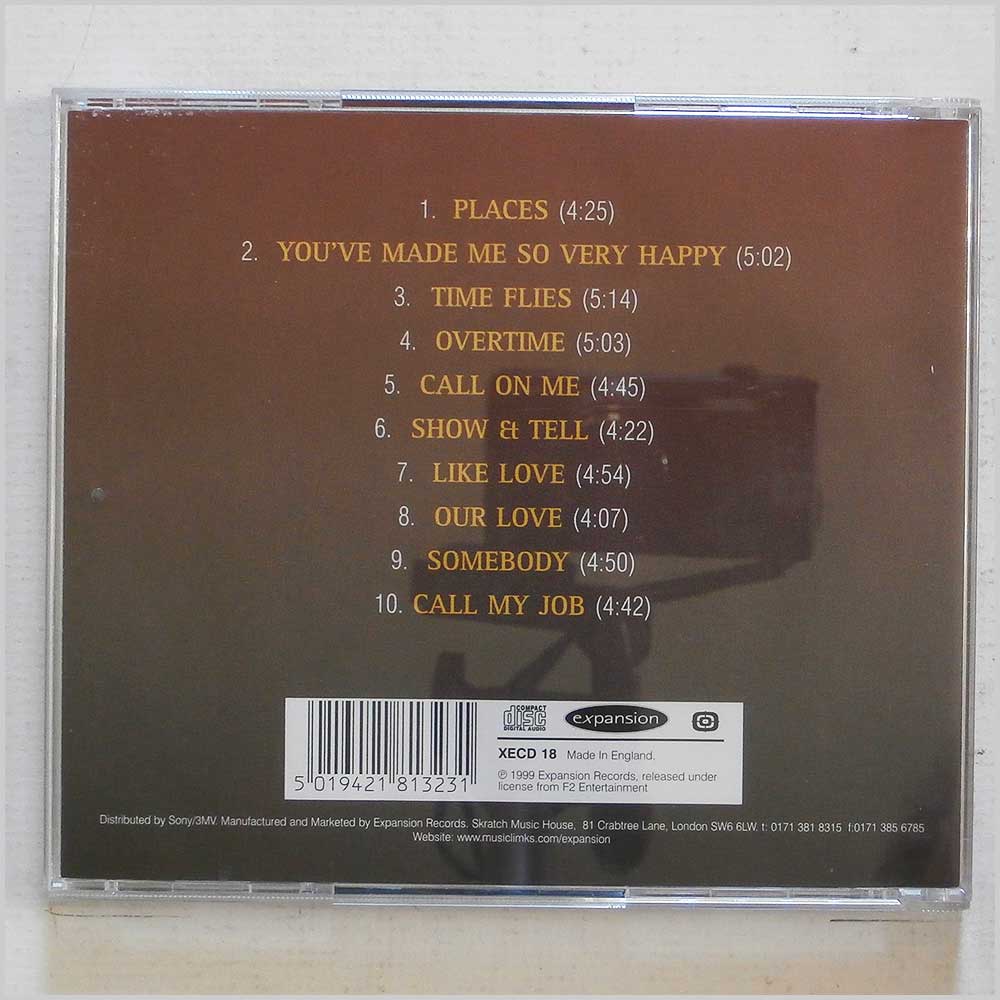 1. PLACES (4:25)
2. YOU'VE MADE ME SO VERY HAPPY (5:02)
3. TIME FLIES (5:14)
4. OVERTIME (5:03)
5. CALL ON ME (4:45)
6. SHOW & TELL (4:22)
7. LIKE LOVE (4:54)
8. OUR LOVE (4:07)
9. SOMEBODY (4:50)
10. CALL MY JOB (4:42)
COMPACT
disc
DIGITAL AUDIO
expansion
XECD 18 Made In England.
℗ 1999 Expansion Records, released under
license from F2 Entertainment
5 019421 813231
Distributed by Sony/3MV. Manufactured and Marketed by Expansion Records. Skratch Music House, 81 Crabtree Lane, London SW6 6LW. t: 0171 381 8315 f:0171 385 6785
Website: www.musiclimks.com/expansion